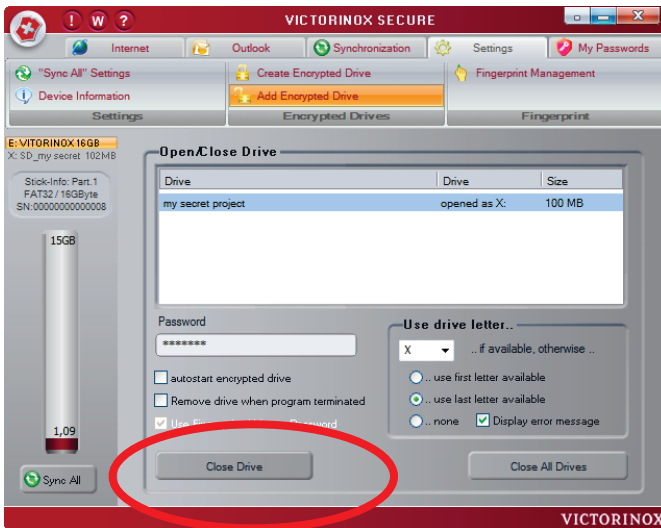 ! W ? VICTORINOX SECURE
Internet Outlook Synchronization Settings My Passwords
"Sync All" Settings Create Encrypted Drive Fingerprint Management
Device Information Add Encrypted Drive
Settings Encrypted Drives Fingerprint
E: VITORINOX 16GB
X: SD_my secret 102MB
Stick-Info: Part.1
FAT32 / 16GByte
SN:00000000000008
15GB
1,09
Sync All
Open/Close Drive
Drive Drive Size
my secret project opened as X: 100 MB
Password
*******
autostart encrypted drive
Remove drive when program terminated
Password
Close Drive
Use drive letter..
X .. if available, otherwise ..
.. use first letter available
.. use last letter available
.. none Display error message
Close All Drives
VICTORINOX